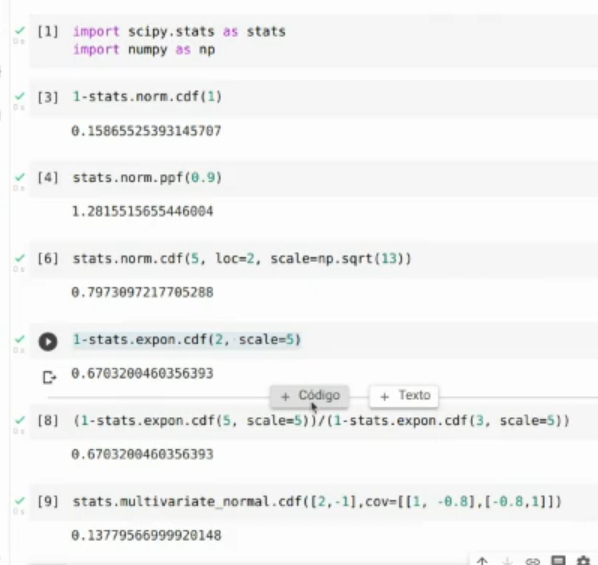 [1] import scipy.stats as stats
import numpy as np
[3] 1-stats.norm.cdf(1)
0.15865525393145707
[4] stats.norm.ppf(0.9)
1.2815515655446004
[6] stats.norm.cdf(5, loc=2, scale=np.sqrt(13))
0.7973097217705288
1-stats.expon.cdf(2, scale=5)
0.6703200460356393
+ Código + Texto
[8] (1-stats.expon.cdf(5, scale=5))/(1-stats.expon.cdf(3, scale=5))
0.6703200460356393
[9] stats.multivariate_normal.cdf([2,-1],cov=[[1, -0.8],[-0.8,1]])
0.13779566999920148